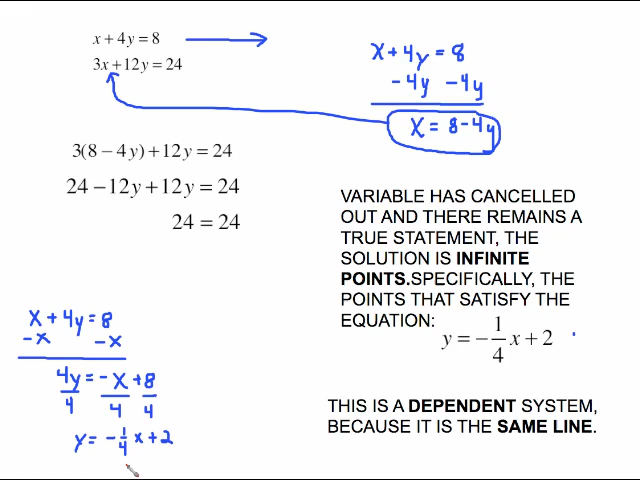 x + 4y = 8
3x + 12y = 24
x + 4y = 8
- 4y - 4y
x = 8 - 4y
3(8 − 4y) + 12y = 24
24 − 12y + 12y = 24
24 = 24
VARIABLE HAS CANCELLED
OUT AND THERE REMAINS A
TRUE STATEMENT, THE
SOLUTION IS INFINITE
POINTS.SPECIFICALLY, THE
POINTS THAT SATISFY THE
EQUATION:
y = −1/4 x + 2
x + 4y = 8
-x -x
4y = -x + 8
4 4 4
y = -1/4 x + 2
THIS IS A DEPENDENT SYSTEM,
BECAUSE IT IS THE SAME LINE.